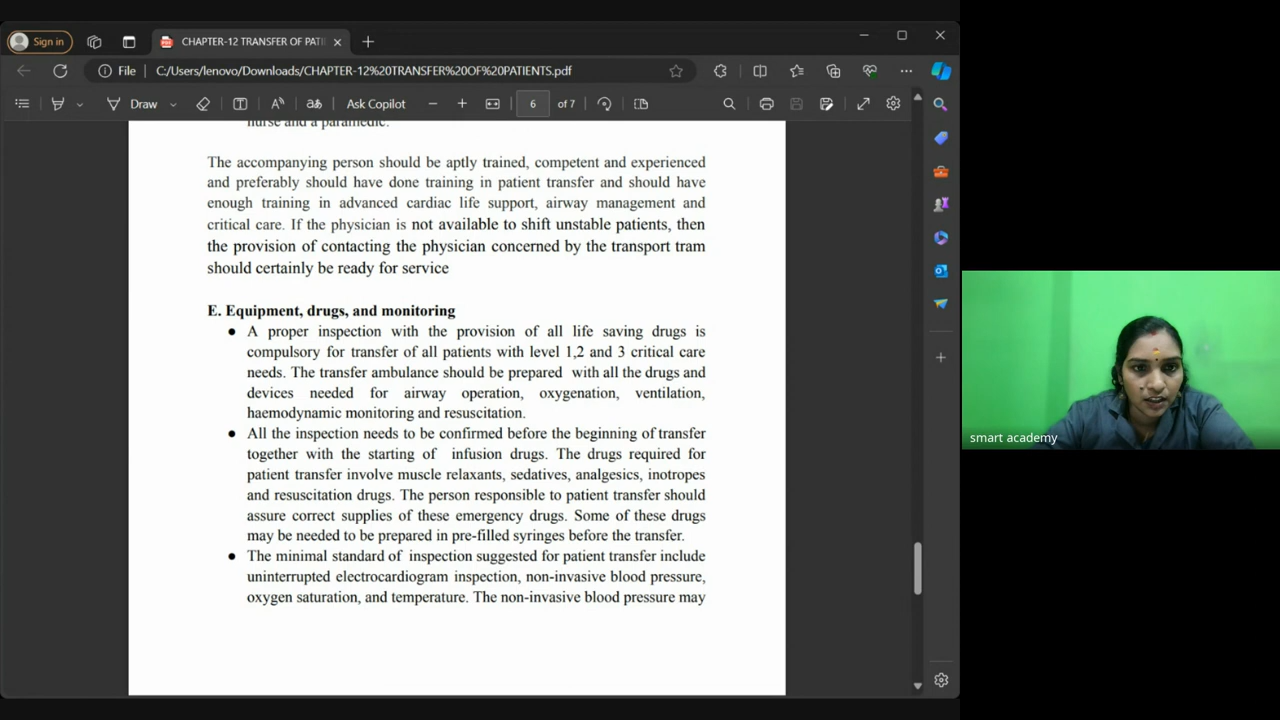 Sign in
CHAPTER-12 TRANSFER OF PATI
File
C:/Users/lenovo/Downloads/CHAPTER-12%20TRANSFER%20OF%20PATIENTS.pdf
Draw
Ask Copilot
6 of 7
nurse and a paramedic.
The accompanying person should be aptly trained, competent and experienced
and preferably should have done training in patient transfer and should have
enough training in advanced cardiac life support, airway management and
critical care. If the physician is not available to shift unstable patients, then
the provision of contacting the physician concerned by the transport tram
should certainly be ready for service
E. Equipment, drugs, and monitoring
● A proper inspection with the provision of all life saving drugs is
compulsory for transfer of all patients with level 1,2 and 3 critical care
needs. The transfer ambulance should be prepared with all the drugs and
devices needed for airway operation, oxygenation, ventilation,
haemodynamic monitoring and resuscitation.
● All the inspection needs to be confirmed before the beginning of transfer
together with the starting of infusion drugs. The drugs required for
patient transfer involve muscle relaxants, sedatives, analgesics, inotropes
and resuscitation drugs. The person responsible to patient transfer should
assure correct supplies of these emergency drugs. Some of these drugs
may be needed to be prepared in pre-filled syringes before the transfer.
● The minimal standard of inspection suggested for patient transfer include
uninterrupted electrocardiogram inspection, non-invasive blood pressure,
oxygen saturation, and temperature. The non-invasive blood pressure may
smart academy